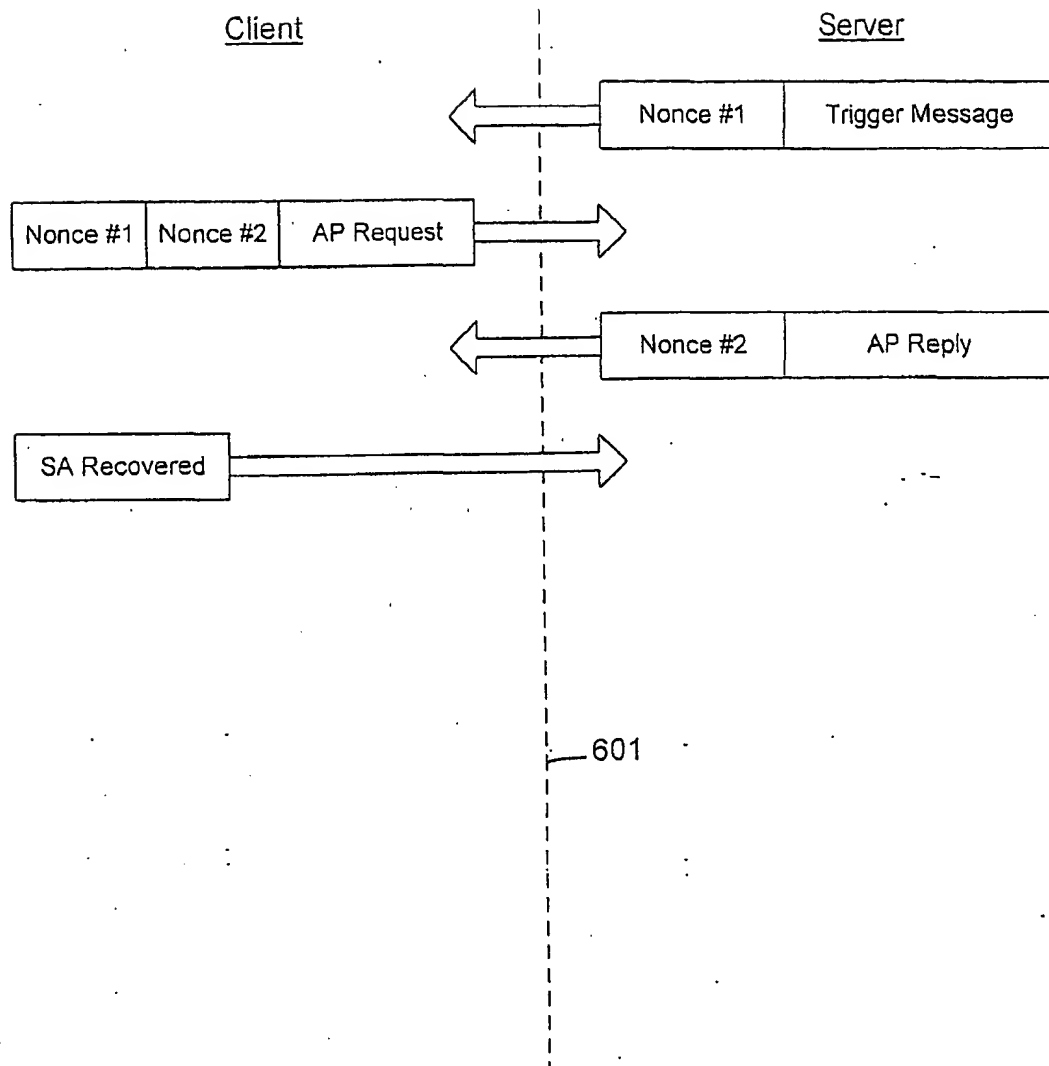 Client Server
Nonce #1 Trigger Message
Nonce #1 Nonce #2 AP Request
Nonce #2 AP Reply
SA Recovered
601